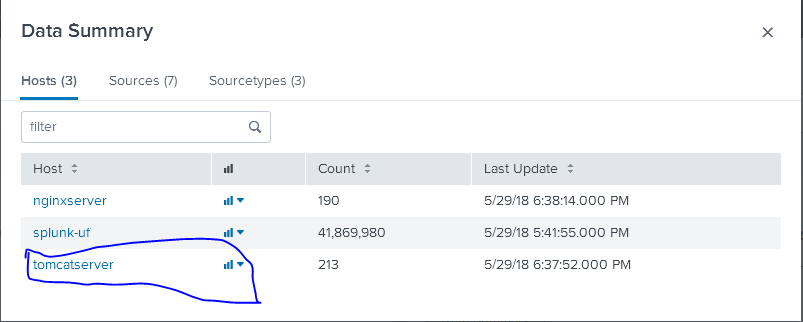 Data Summary
Hosts (3) Sources (7) Sourcetypes (3)
filter
Host Count Last Update
nginxserver 190 5/29/18 6:38:14.000 PM
splunk-uf 41,869,980 5/29/18 5:41:55.000 PM
tomcatserver 213 5/29/18 6:37:52.000 PM